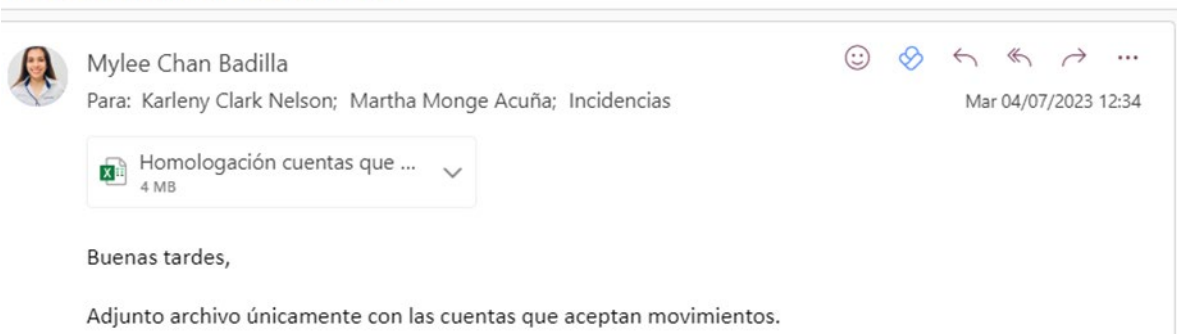 Mylee Chan Badilla
Para: Karleny Clark Nelson; Martha Monge Acuña; Incidencias
Mar 04/07/2023 12:34
Homologación cuentas que ...
4 MB
Buenas tardes,
Adjunto archivo únicamente con las cuentas que aceptan movimientos.